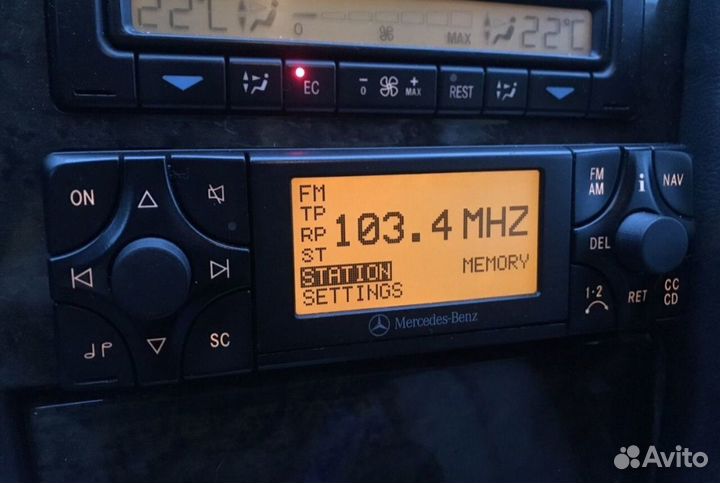 22°C 0 MAX 22°C
EC - 0 + MAX REST
ON
FM
TP
RP
ST
103.4 MHZ
STATION
MEMORY
SETTINGS
SC
Mercedes-Benz
FM
AM
i
NAV
DEL
1·2
RET
CC
CD
Avito